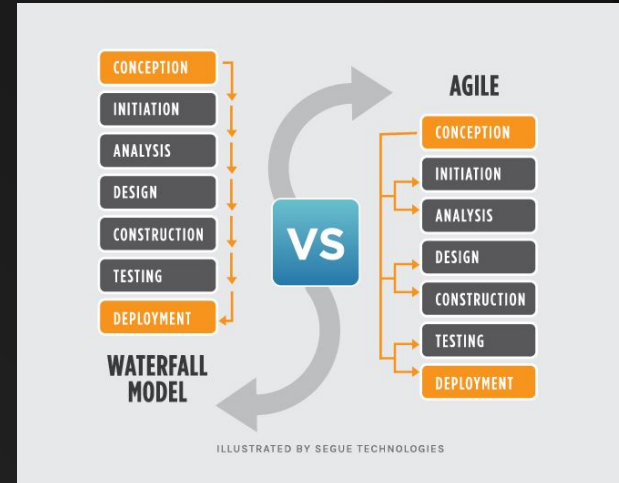 CONCEPTION
INITIATION
ANALYSIS
DESIGN
CONSTRUCTION
TESTING
DEPLOYMENT
WATERFALL
MODEL
VS
AGILE
CONCEPTION
INITIATION
ANALYSIS
DESIGN
CONSTRUCTION
TESTING
DEPLOYMENT
ILLUSTRATED BY SEGUE TECHNOLOGIES